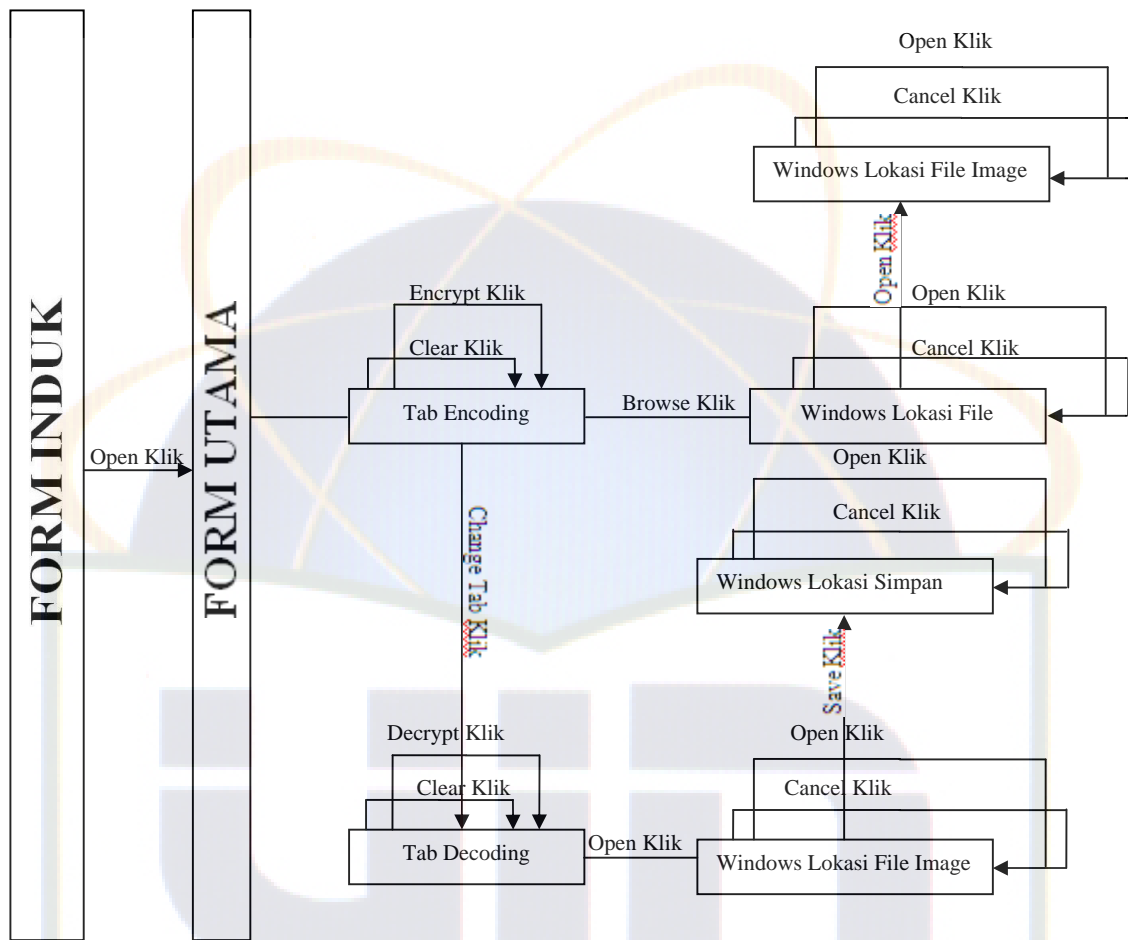 FORM INDUK
Open Klik
FORM UTAMA
Open Klik
Cancel Klik
Windows Lokasi File Image
Open Klik
Encrypt Klik
Clear Klik
Tab Encoding
Browse Klik
Open Klik
Cancel Klik
Windows Lokasi File
Open Klik
Cancel Klik
Windows Lokasi Simpan
Change Tab Klik
Save Klik
Decrypt Klik
Clear Klik
Tab Decoding
Open Klik
Open Klik
Cancel Klik
Windows Lokasi File Image
uin